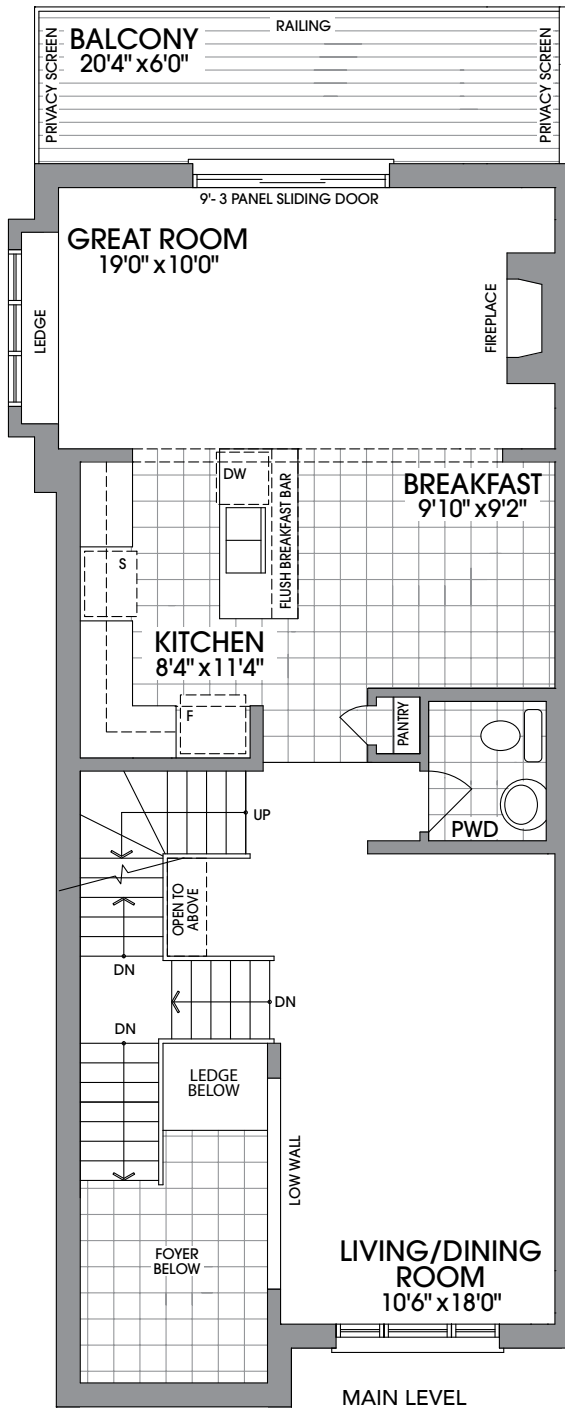 RAILING
BALCONY
20'4" x 6'0"
PRIVACY SCREEN
PRIVACY SCREEN
9'- 3 PANEL SLIDING DOOR
GREAT ROOM
19'0" x 10'0"
LEDGE
FIREPLACE
DW
FLUSH BREAKFAST BAR
BREAKFAST
9'10" x 9'2"
S
KITCHEN
8'4" x 11'4"
F
PANTRY
PWD
UP
OPEN TO
ABOVE
DN
DN
DN
LEDGE
BELOW
LOW WALL
FOYER
BELOW
LIVING/DINING
ROOM
10'6" x 18'0"
MAIN LEVEL